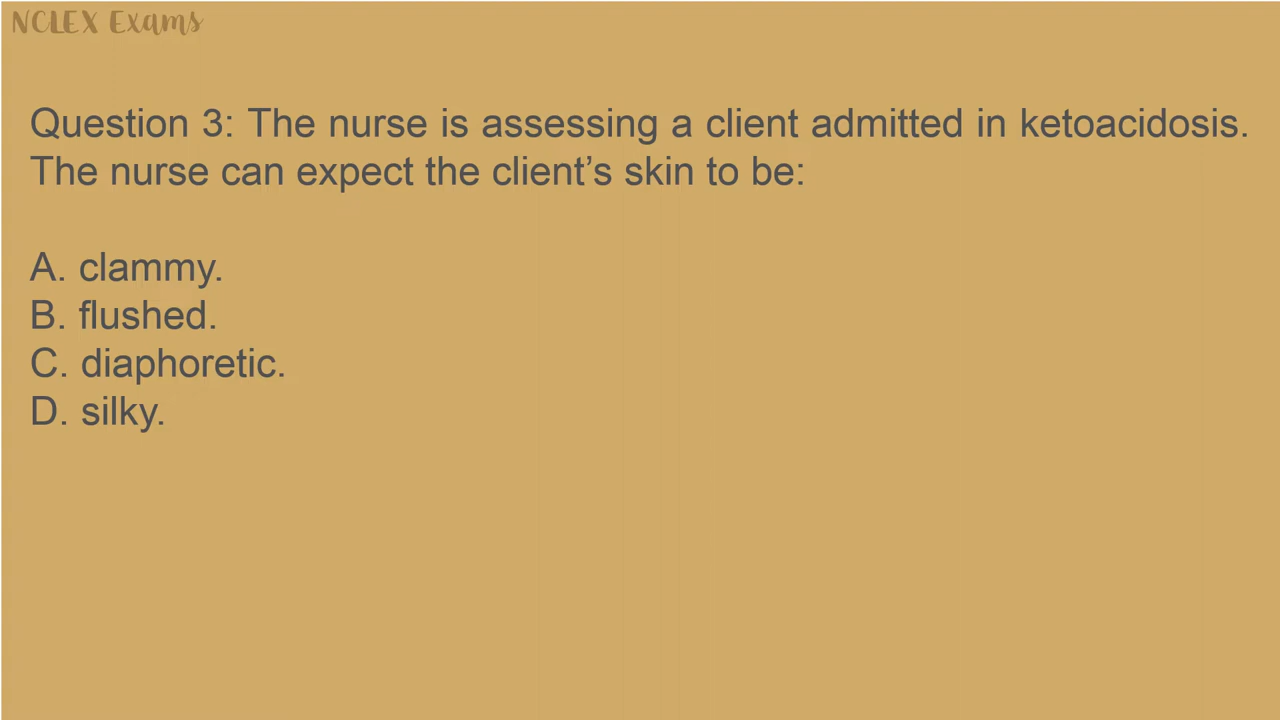 NCLEX Exams
Question 3: The nurse is assessing a client admitted in ketoacidosis.
The nurse can expect the client’s skin to be:
A. clammy.
B. flushed.
C. diaphoretic.
D. silky.